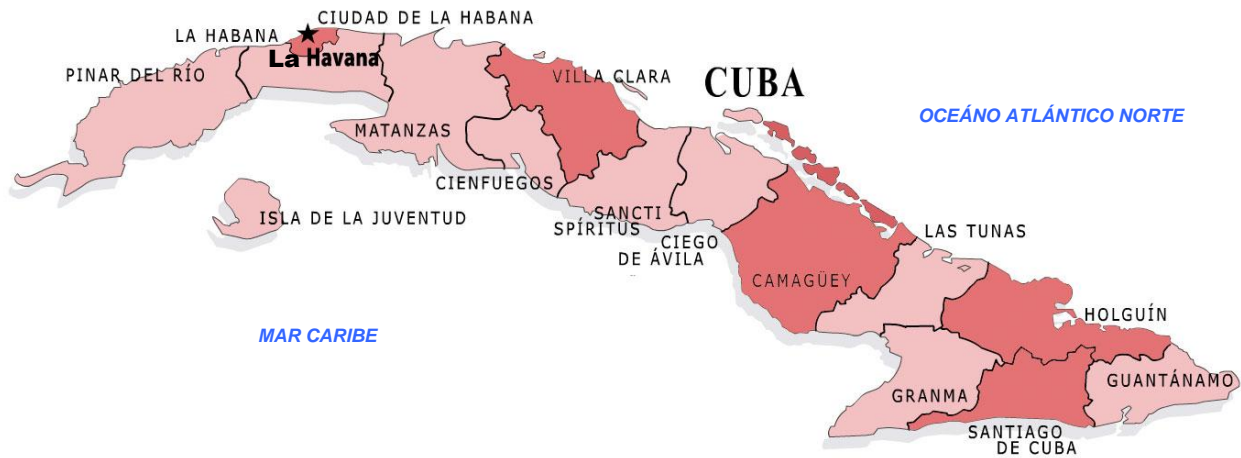 CIUDAD DE LA HABANA
LA HABANA
La Havana
PINAR DEL RÍO
VILLA CLARA
CUBA
OCEÁNO ATLÁNTICO NORTE
MATANZAS
CIENFUEGOS
ISLA DE LA JUVENTUD
SANCTI
SPÍRITUS
CIEGO
DE ÁVILA
LAS TUNAS
CAMAGÜEY
HOLGUÍN
MAR CARIBE
GUANTÁNAMO
GRANMA
SANTIAGO
DE CUBA